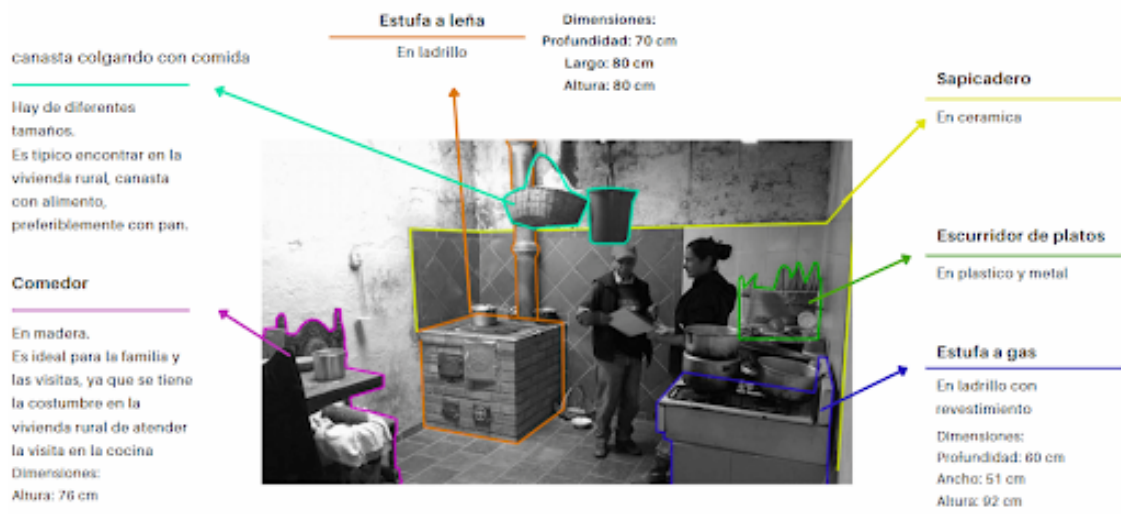 Estufa a leña
En ladrillo
Dimensiones:
Profundidad: 70 cm
Largo: 80 cm
Altura: 80 cm
canasta colgando con comida
Hay de diferentes
tamaños.
Es tipico encontrar en la
vivienda rural, canasta
con alimento,
preferiblemente con pan.
Comedor
En madera.
Es ideal para la familia y
las visitas, ya que se tiene
la costumbre en la
vivienda rural de atender
la visita en la cocina
Dimensiones:
Altura: 76 cm
Sapicadero
En ceramica
Escurridor de platos
En plastico y metal
Estufa a gas
En ladrillo con
revestimiento
Dimensiones:
Profundidad: 60 cm
Ancho: 51 cm
Altura: 92 cm